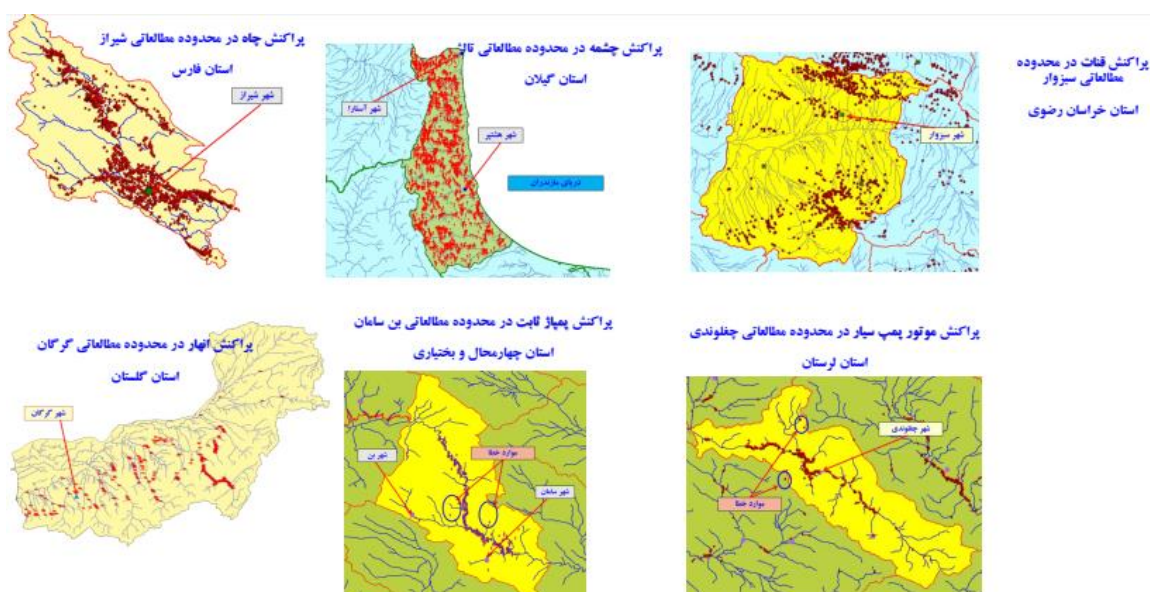 پراکنش قنات در محدوده
مطالعاتی سبزوار
استان خراسان رضوی
شهر سبزوار
پراکنش چشمه در محدوده مطالعاتی تالش
استان گیلان
شهر آستارا
شهر هشتپر
دریای مازندران
پراکنش چاه در محدوده مطالعاتی شیراز
استان فارس
شهر شیراز
پراکنش موتور پمپ سیار در محدوده مطالعاتی چغلوندی
استان لرستان
شهر چغلوندی
موارد خطا
پراکنش پمپاژ ثابت در محدوده مطالعاتی بن سامان
استان چهارمحال و بختیاری
موارد خطا
شهر بن
شهر سامان
پراکنش انهار در محدوده مطالعاتی گرگان
استان گلستان
شهر گرگان